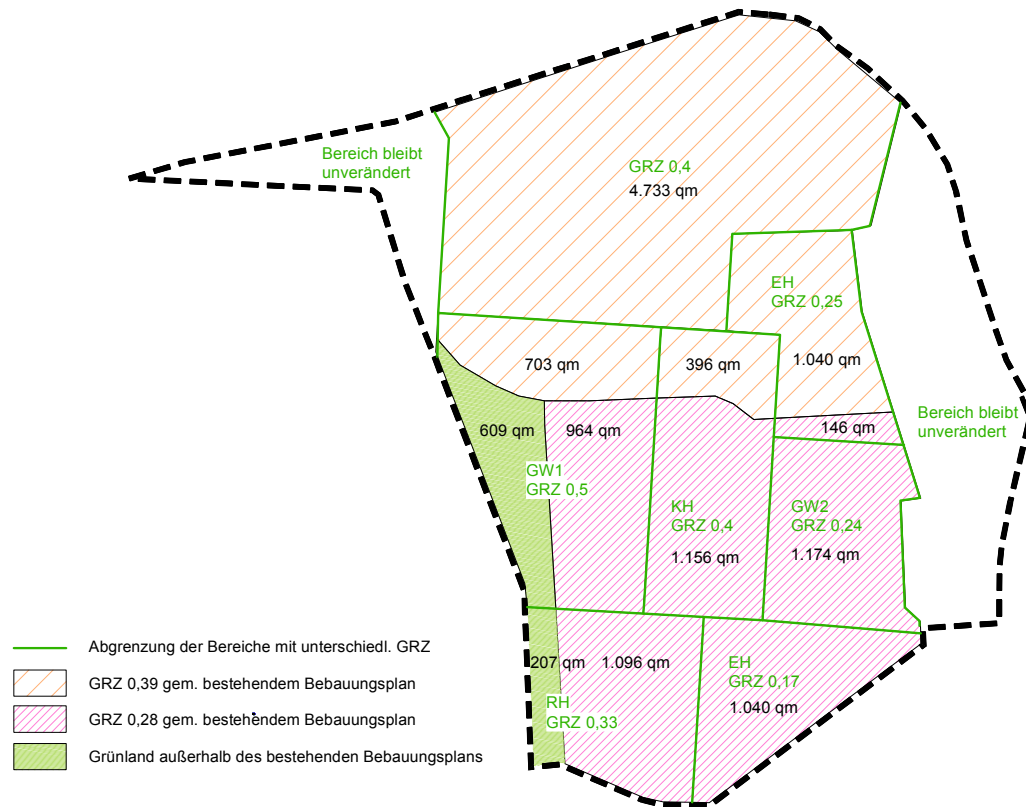 Bereich bleibt
unverändert
GRZ 0,4
4.733 qm
EH
GRZ 0,25
1.040 qm
703 qm
396 qm
Bereich bleibt
unverändert
146 qm
609 qm
964 qm
GW1
GRZ 0,5
KH
GRZ 0,4
1.156 qm
GW2
GRZ 0,24
1.174 qm
207 qm
1.096 qm
RH
GRZ 0,33
EH
GRZ 0,17
1.040 qm
Abgrenzung der Bereiche mit unterschiedl. GRZ
GRZ 0,39 gem. bestehendem Bebauungsplan
GRZ 0,28 gem. bestehendem Bebauungsplan
Grünland außerhalb des bestehenden Bebauungsplans